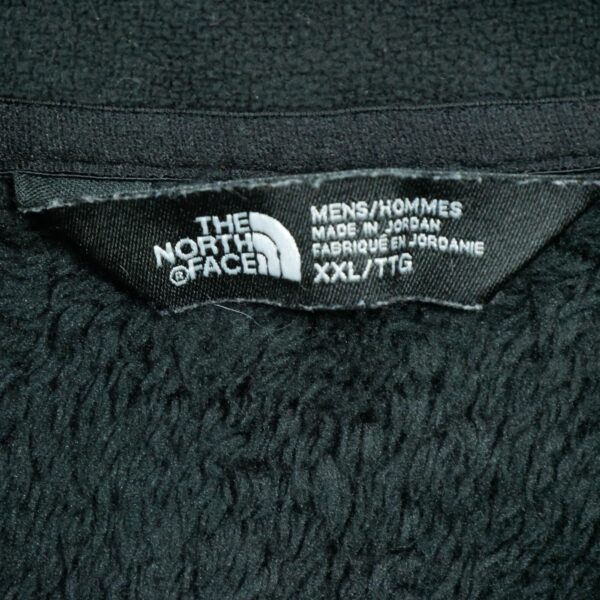 THE
NORTH
®FACE
MENS/HOMMES
MADE IN JORDAN
FABRIQUÉ EN JORDANIE
XXL/TTG